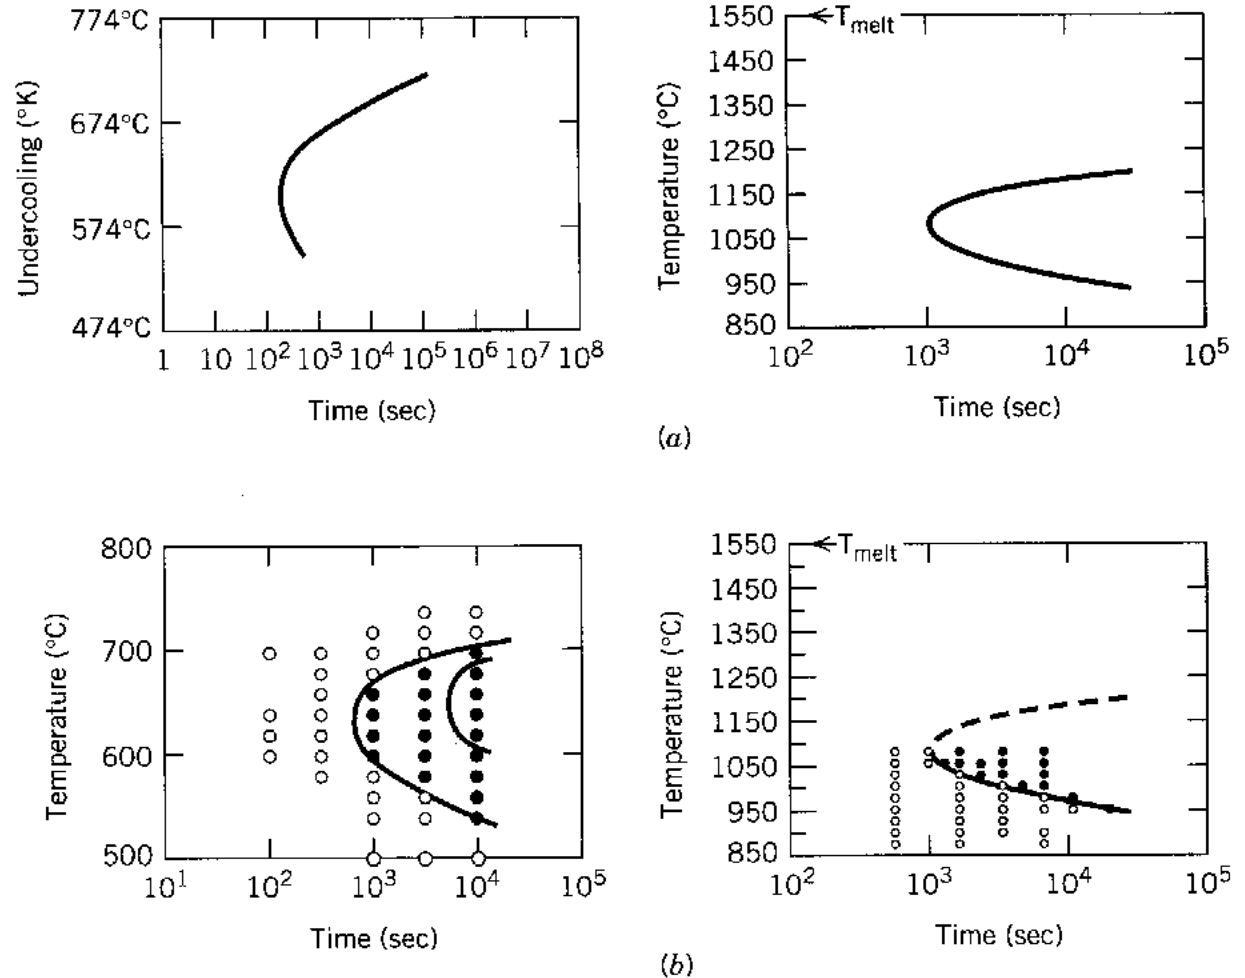 774°C
674°C
574°C
474°C
Undercooling (°K)
1 10 10² 10³ 10⁴ 10⁵ 10⁶ 10⁷ 10⁸
Time (sec)
1550
1450
1350
1250
1150
1050
950
850
T_melt
Temperature (°C)
10² 10³ 10⁴ 10⁵
Time (sec)
(a)
800
700
600
500
Temperature (°C)
10¹ 10² 10³ 10⁴ 10⁵
Time (sec)
1550
1450
1350
1250
1150
1050
950
850
T_melt
Temperature (°C)
10² 10³ 10⁴ 10⁵
Time (sec)
(b)